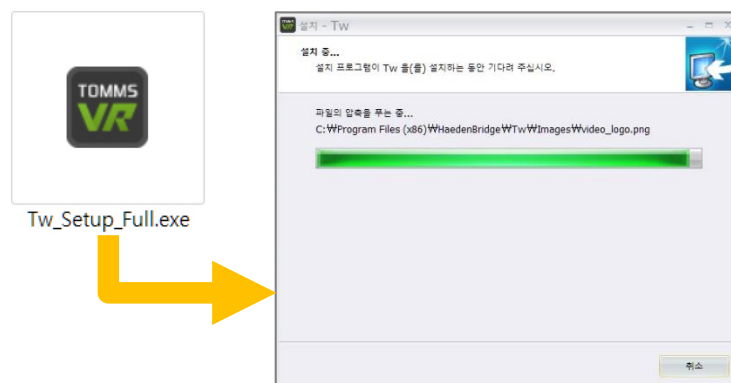 TOMMS
VR
Tw_Setup_Full.exe
설치 - Tw
설치 중...
설치 프로그램이 Tw 을(를) 설치하는 동안 기다려 주십시오.
파일의 압축을 푸는 중...
C:₩Program Files (x86)₩HaedenBridge₩Tw₩Images₩video_logo.png
취소